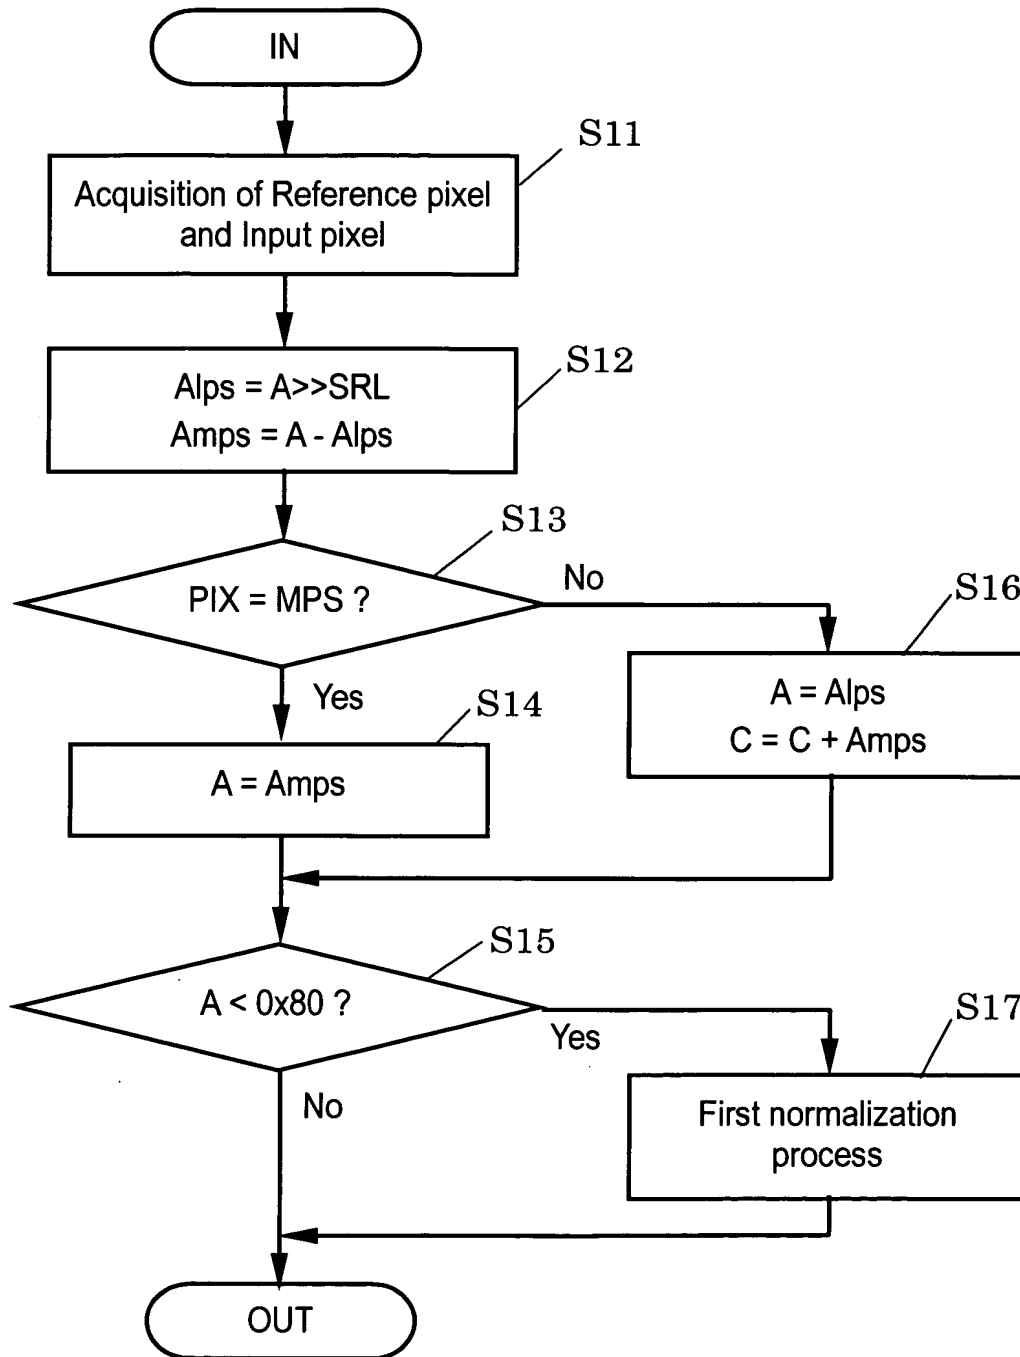 IN
S11
Acquisition of Reference pixel
and Input pixel
S12
Alps = A>>SRL
Amps = A - Alps
S13
PIX = MPS ?
No
Yes
S16
A = Alps
C = C + Amps
S14
A = Amps
S15
A < 0x80 ?
Yes
No
S17
First normalization
process
OUT